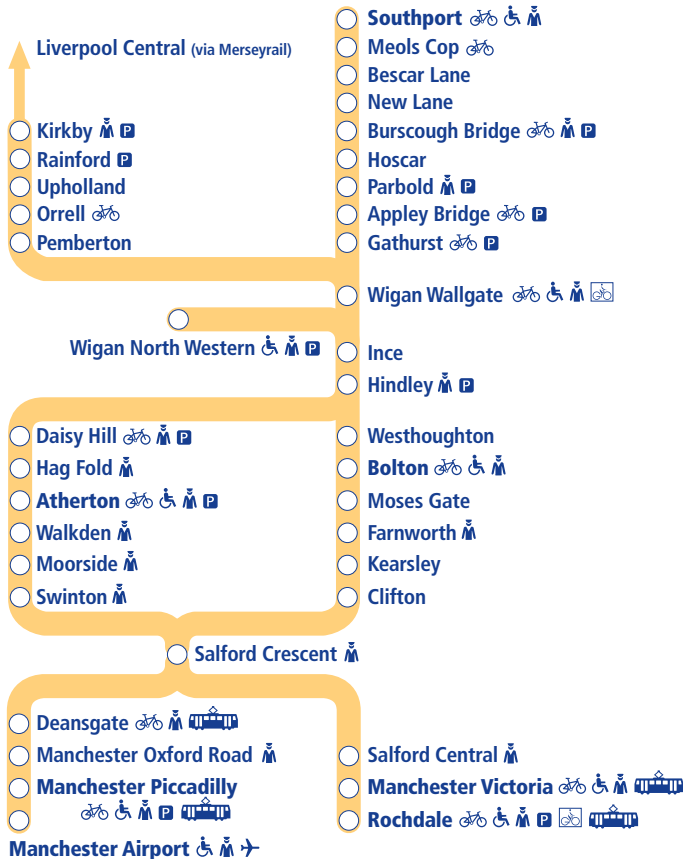 Southport
Liverpool Central (via Merseyrail)
Meols Cop
Bescar Lane
New Lane
Kirkby P
Burscough Bridge P
Rainford P
Hoscar
Upholland
Parbold P
Orrell
Appley Bridge P
Pemberton
Gathurst P
Wigan Wallgate
Wigan North Western P
Ince
Hindley P
Daisy Hill P
Westhoughton
Hag Fold
Bolton
Atherton P
Moses Gate
Walkden
Farnworth
Moorside
Kearsley
Swinton
Clifton
Salford Crescent
Deansgate
Manchester Oxford Road
Salford Central
Manchester Piccadilly
P
Manchester Victoria
Rochdale P
Manchester Airport